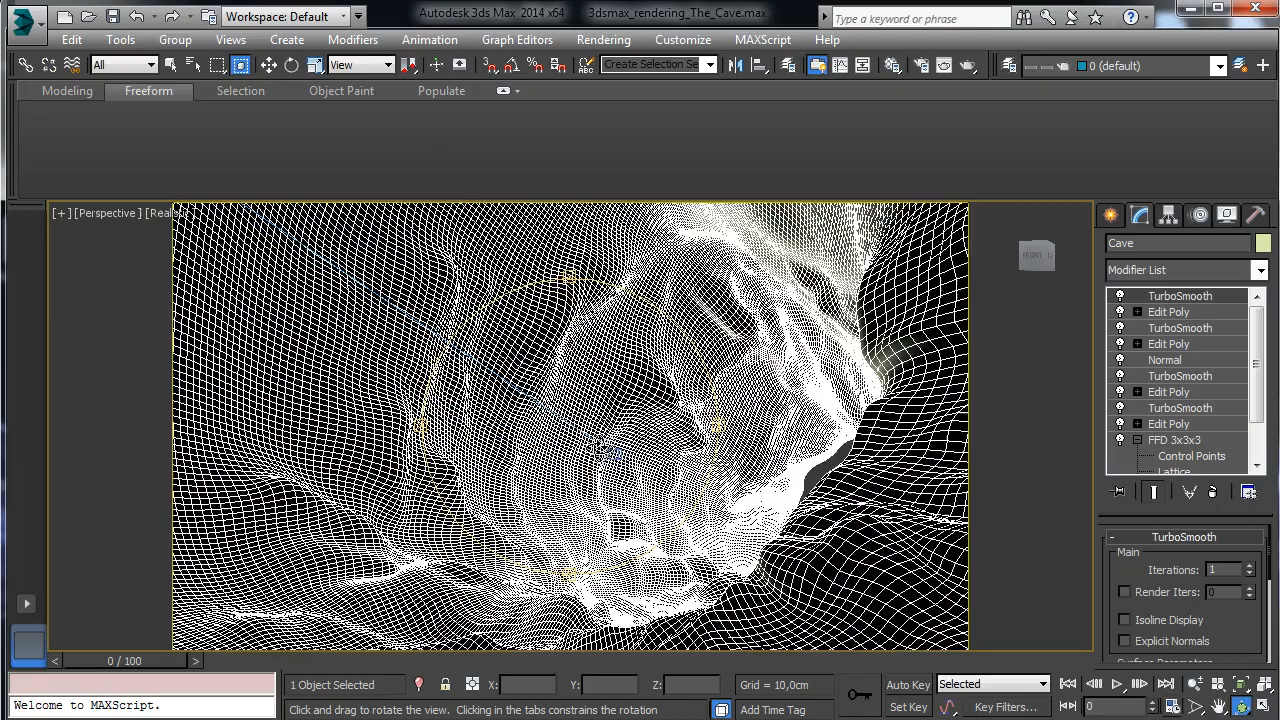 Workspace: Default
Autodesk 3ds Max 2014 x64
3dsmax_rendering_The_Cave.max
Type a keyword or phrase
Edit
Tools
Group
Views
Create
Modifiers
Animation
Graph Editors
Rendering
Customize
MAXScript
Help
All
View
Create Selection Se
0 (default)
Modeling
Freeform
Selection
Object Paint
Populate
[+] [Perspective ] [Realis
FRONT
Cave
Modifier List
TurboSmooth
Edit Poly
TurboSmooth
Edit Poly
Normal
TurboSmooth
Edit Poly
TurboSmooth
Edit Poly
FFD 3x3x3
Control Points
Lattice
- TurboSmooth
Main
Iterations: 1
Render Iters: 0
Isoline Display
Explicit Normals
Surface Parameters
< 0 / 100 >
Welcome to MAXScript.
1 Object Selected
X:
Y:
Z:
Grid = 10,0cm
Click and drag to rotate the view. Clicking in the tabs constrains the rotation
Add Time Tag
Auto Key
Selected
Set Key
Key Filters...
0